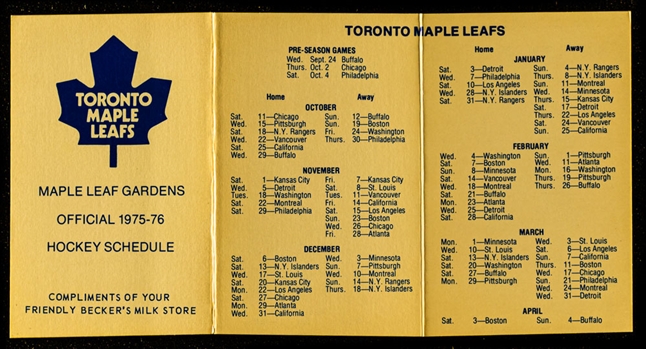 TORONTO
MAPLE
LEAFS
MAPLE LEAF GARDENS
OFFICIAL 1975-76
HOCKEY SCHEDULE
COMPLIMENTS OF YOUR
FRIENDLY BECKER'S MILK STORE
TORONTO MAPLE LEAFS
PRE-SEASON GAMES
Wed. Sept. 24 Buffalo
Thurs. Oct. 2 Chicago
Sat. Oct. 4 Philadelphia
Home Away
OCTOBER
Sat. 11—Chicago Sun. 12—Buffalo
Wed. 15—Pittsburgh Sun. 19—Boston
Sat. 18—N.Y. Rangers Fri. 24—Washington
Wed. 22—Vancouver Thurs. 30—Philadelphia
Sat. 25—California
Wed. 29—Buffalo
NOVEMBER
Sat. 1—Kansas City Fri. 7—Kansas City
Wed. 5—Detroit Sat. 8—St. Louis
Tues. 18—Washington Tues. 11—Vancouver
Sat. 22—Montreal Fri. 14—California
Sat. 29—Philadelphia Sat. 15—Los Angeles
Sun. 23—Boston
Wed. 26—Chicago
Fri. 28—Atlanta
DECEMBER
Sat. 6—Boston Wed. 3—Minnesota
Sat. 13—N.Y. Islanders Sun. 7—Pittsburgh
Wed. 17—St. Louis Wed. 10—Montreal
Sat. 20—Kansas City Sun. 14—N.Y. Rangers
Mon. 22—Los Angeles Thurs. 18—N.Y. Islanders
Sat. 27—Chicago
Mon. 29—Atlanta
Wed. 31—California
Home Away
JANUARY
Sat. 3—Detroit Sun. 4—N.Y. Rangers
Wed. 7—Philadelphia Thurs. 8—N.Y. Islanders
Sat. 10—Los Angeles Sun. 11—Montreal
Wed. 28—N.Y. Islanders Wed. 14—Minnesota
Sat. 31—N.Y. Rangers Thurs. 15—Kansas City
Sat. 17—Detroit
Thurs. 22—Los Angeles
Sat. 24—Vancouver
Sun. 25—California
FEBRUARY
Wed. 4—Washington Sun. 1—Pittsburgh
Sat. 7—Boston Wed. 11—Atlanta
Sun. 8—Minnesota Mon. 16—Washington
Sat. 14—Vancouver Thurs. 19—Pittsburgh
Wed. 18—Montreal Thurs. 26—Buffalo
Sat. 21—Buffalo
Mon. 23—Atlanta
Wed. 25—Detroit
Sat. 28—California
MARCH
Mon. 1—Minnesota Wed. 3—St. Louis
Wed. 10—St. Louis Sat. 6—Los Angeles
Sat. 13—N.Y. Islanders Sun. 7—California
Sat. 20—Washington Thurs. 11—Boston
Sat. 27—Buffalo Wed. 17—Chicago
Mon. 29—Pittsburgh Sun. 21—Philadelphia
Wed. 24—Montreal
Wed. 31—Detroit
APRIL
Sat. 3—Boston Sun. 4—Buffalo